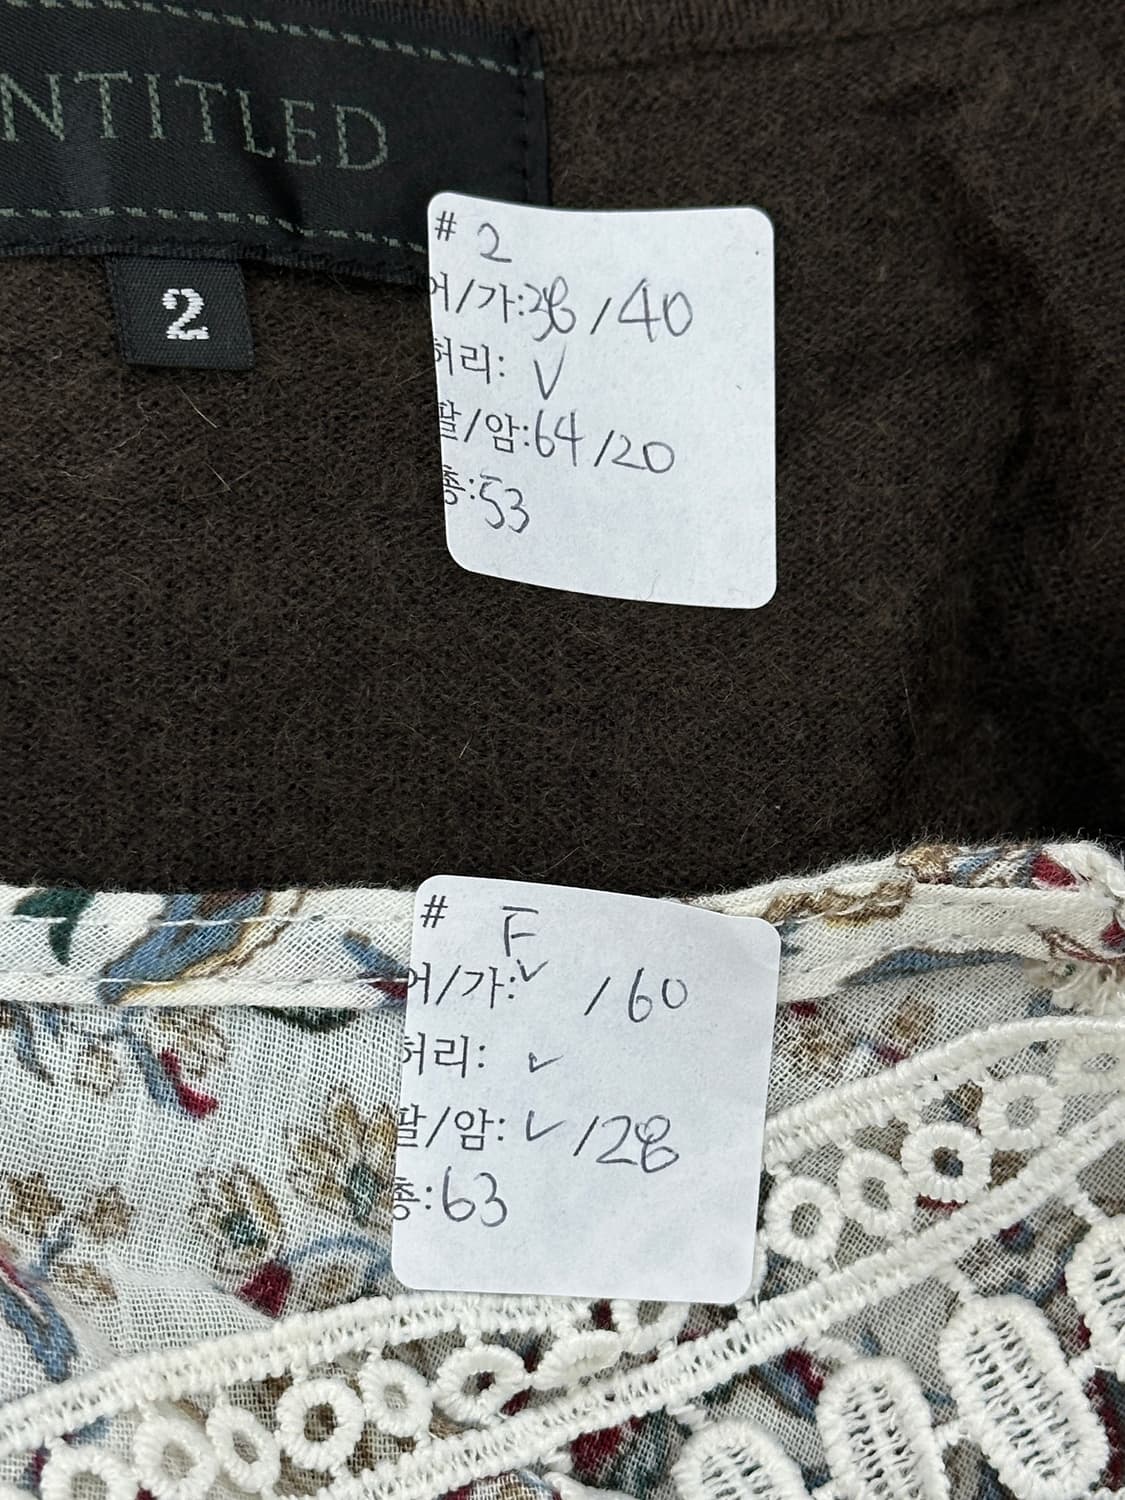 NTITLED
2
# 2
어/가:38/40
허리: V
팔/암:64/20
총:53
# F
어/가:✓ /60
허리: ✓
팔/암:✓/28
총:63